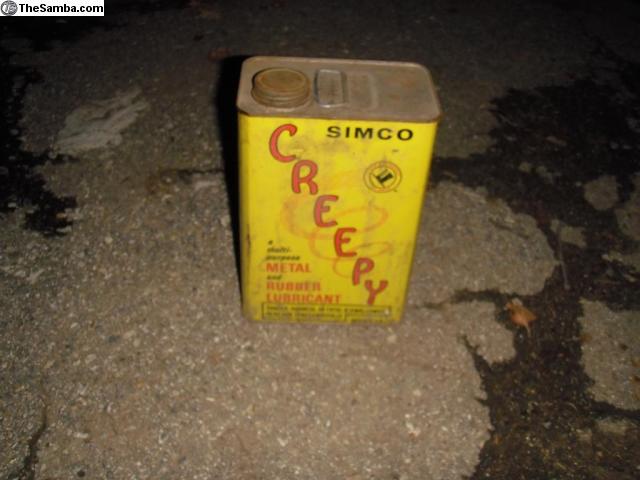 TheSamba.com
SIMCO
CREEPY
a
multi-
purpose
METAL
and
RUBBER
LUBRICANT